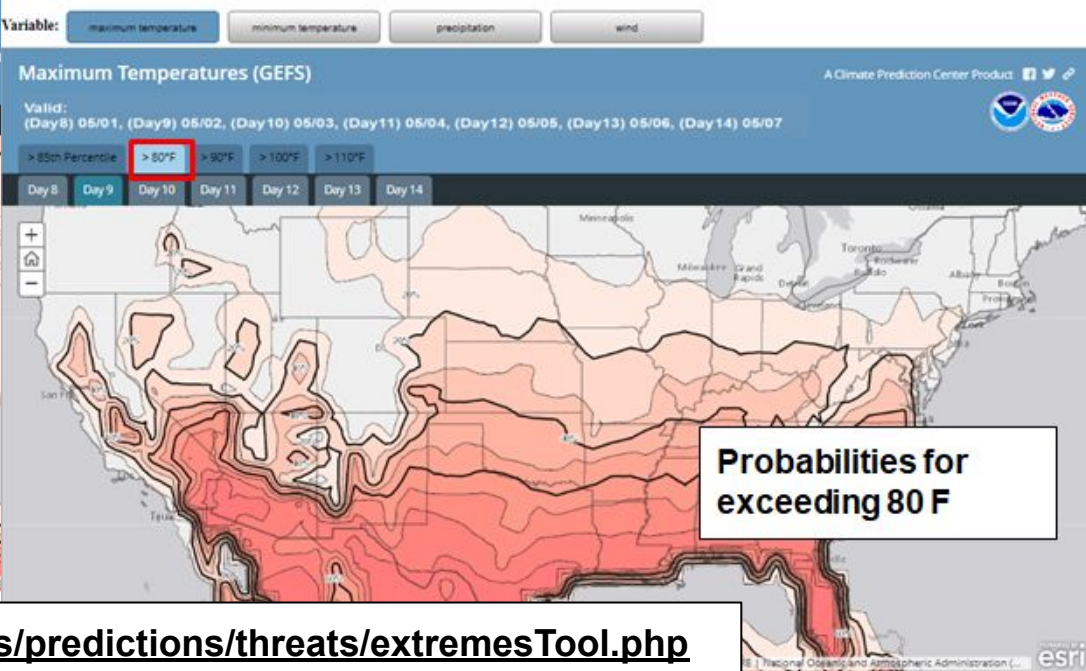 Variable:
maximum temperature
minimum temperature
precipitation
wind
Maximum Temperatures (GEFS)
A Climate Prediction Center Product
Valid:
(Day8) 05/01, (Day9) 05/02, (Day10) 05/03, (Day11) 05/04, (Day12) 05/05, (Day13) 05/06, (Day14) 05/07
> 85th Percentile
> 80°F
> 90°F
> 100°F
> 110°F
Day 8
Day 9
Day 10
Day 11
Day 12
Day 13
Day 14
+
−
Minneapolis
Toronto
Rochester
Milwaukee
Grand
Rapids
Boston
Probabilities for
exceeding 80 F
s/predictions/threats/extremesTool.php
National Oceanic and Atmospheric Administration
POWERED BY
esri